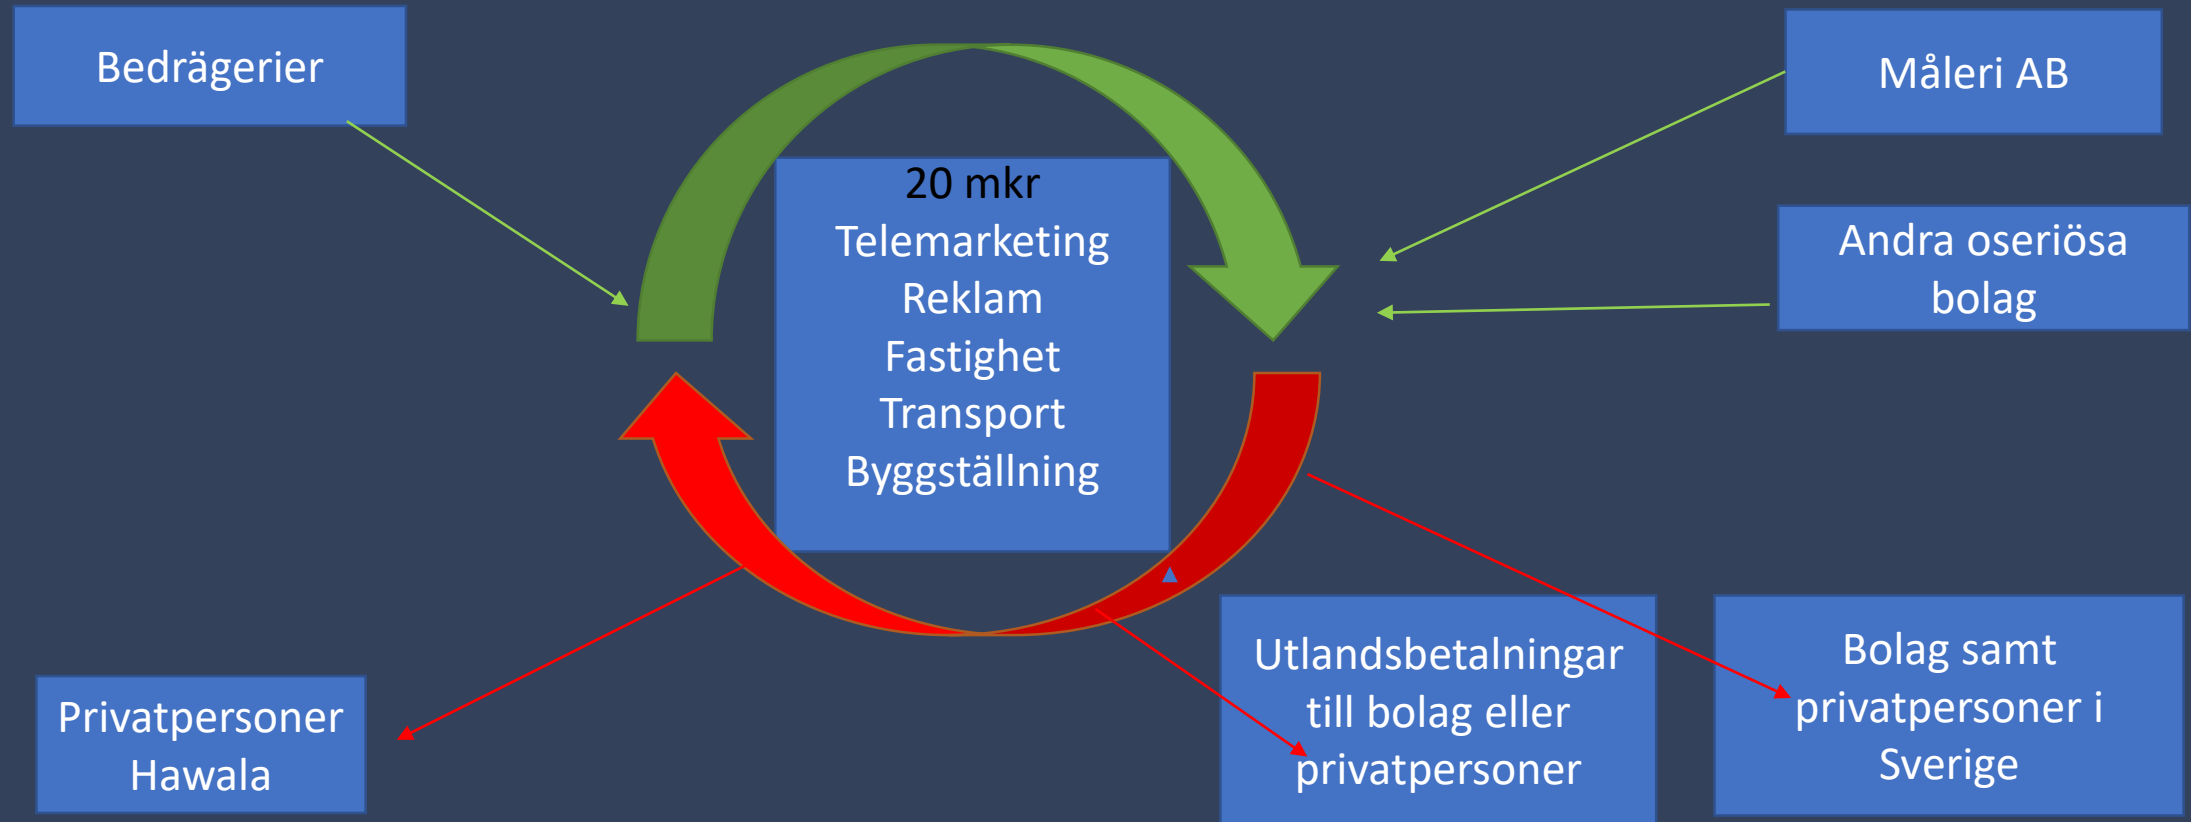 Bedrägerier
Måleri AB
20 mkr
Telemarketing
Reklam
Fastighet
Transport
Byggställning
Andra oseriösa
bolag
Privatpersoner
Hawala
Utlandsbetalningar
till bolag eller
privatpersoner
Bolag samt
privatpersoner i
Sverige